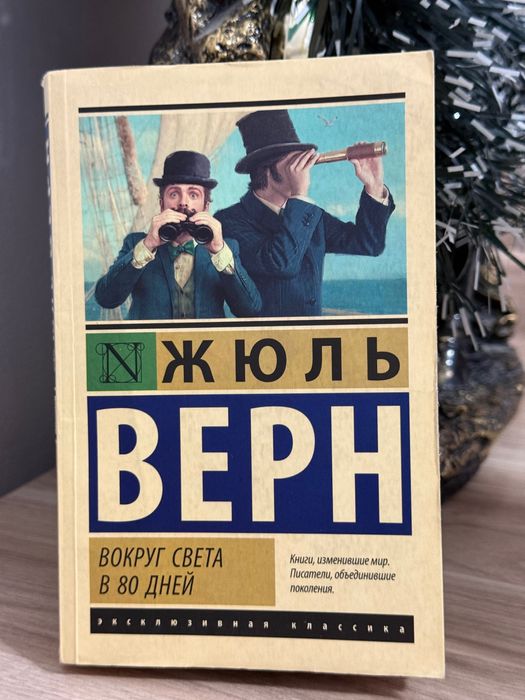 N ЖЮЛЬ
ВЕРН
ВОКРУГ СВЕТА
В 80 ДНЕЙ
Книги, изменившие мир.
Писатели, объединившие
поколения.
эксклюзивная классика